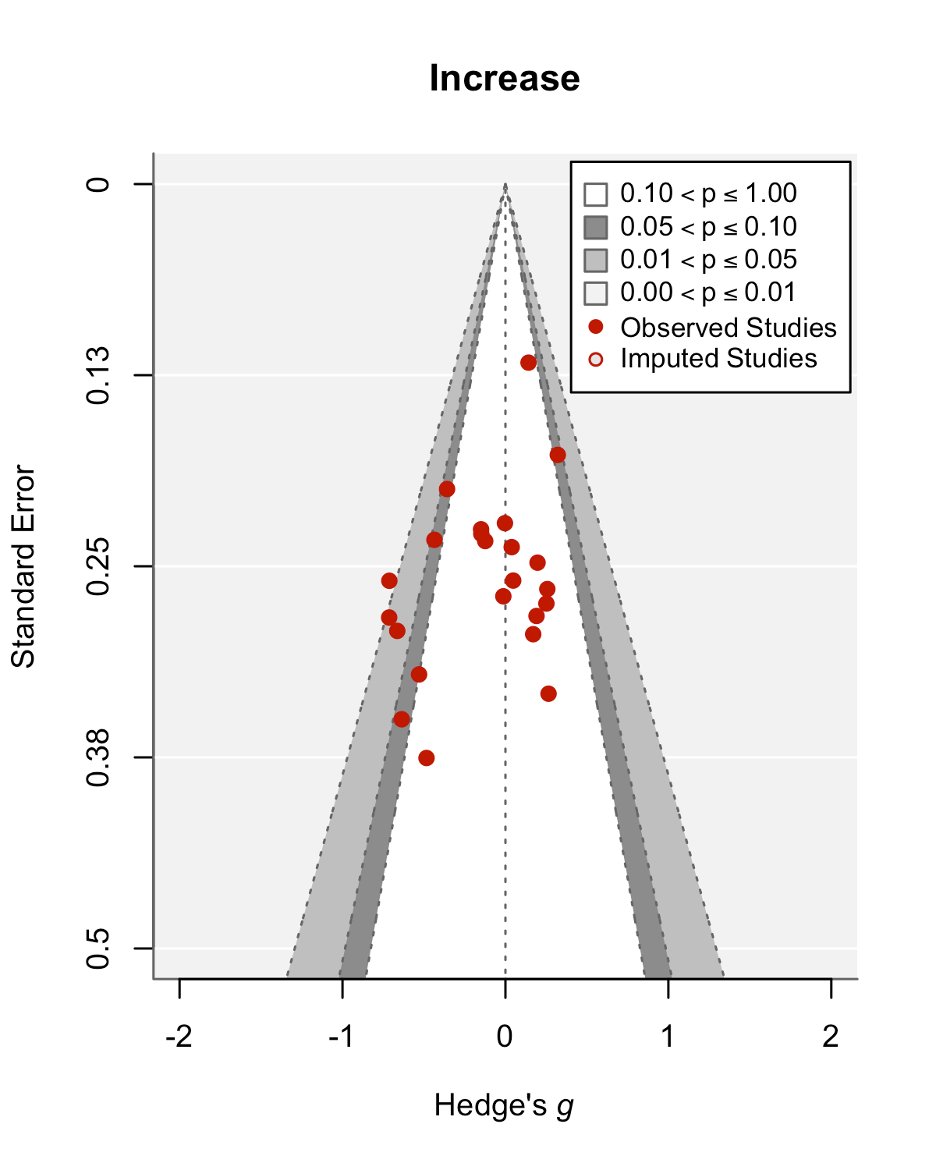 Increase
0.10 < p ≤ 1.00
0.05 < p ≤ 0.10
0.01 < p ≤ 0.05
0.00 < p ≤ 0.01
Observed Studies
Imputed Studies
Standard Error
0
0.13
0.25
0.38
0.5
-2 -1 0 1 2
Hedge's g